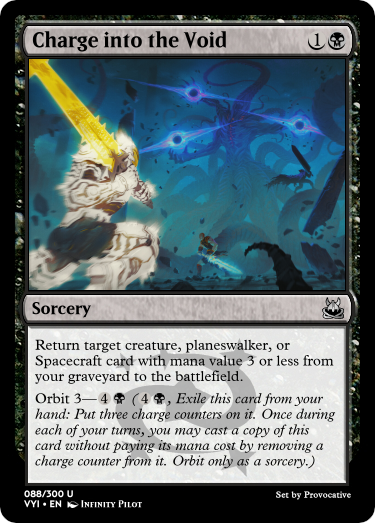 Charge into the Void 1
Sorcery
Return target creature, planeswalker, or
Spacecraft card with mana value 3 or less from
your graveyard to the battlefield.
Orbit 3— 4 ( 4 , Exile this card from your
hand: Put three charge counters on it. Once during
each of your turns, you may cast a copy of this
card without paying its mana cost by removing a
charge counter from it. Orbit only as a sorcery.)
088/300 U
VYI • EN Infinity Pilot
Set by Provocative